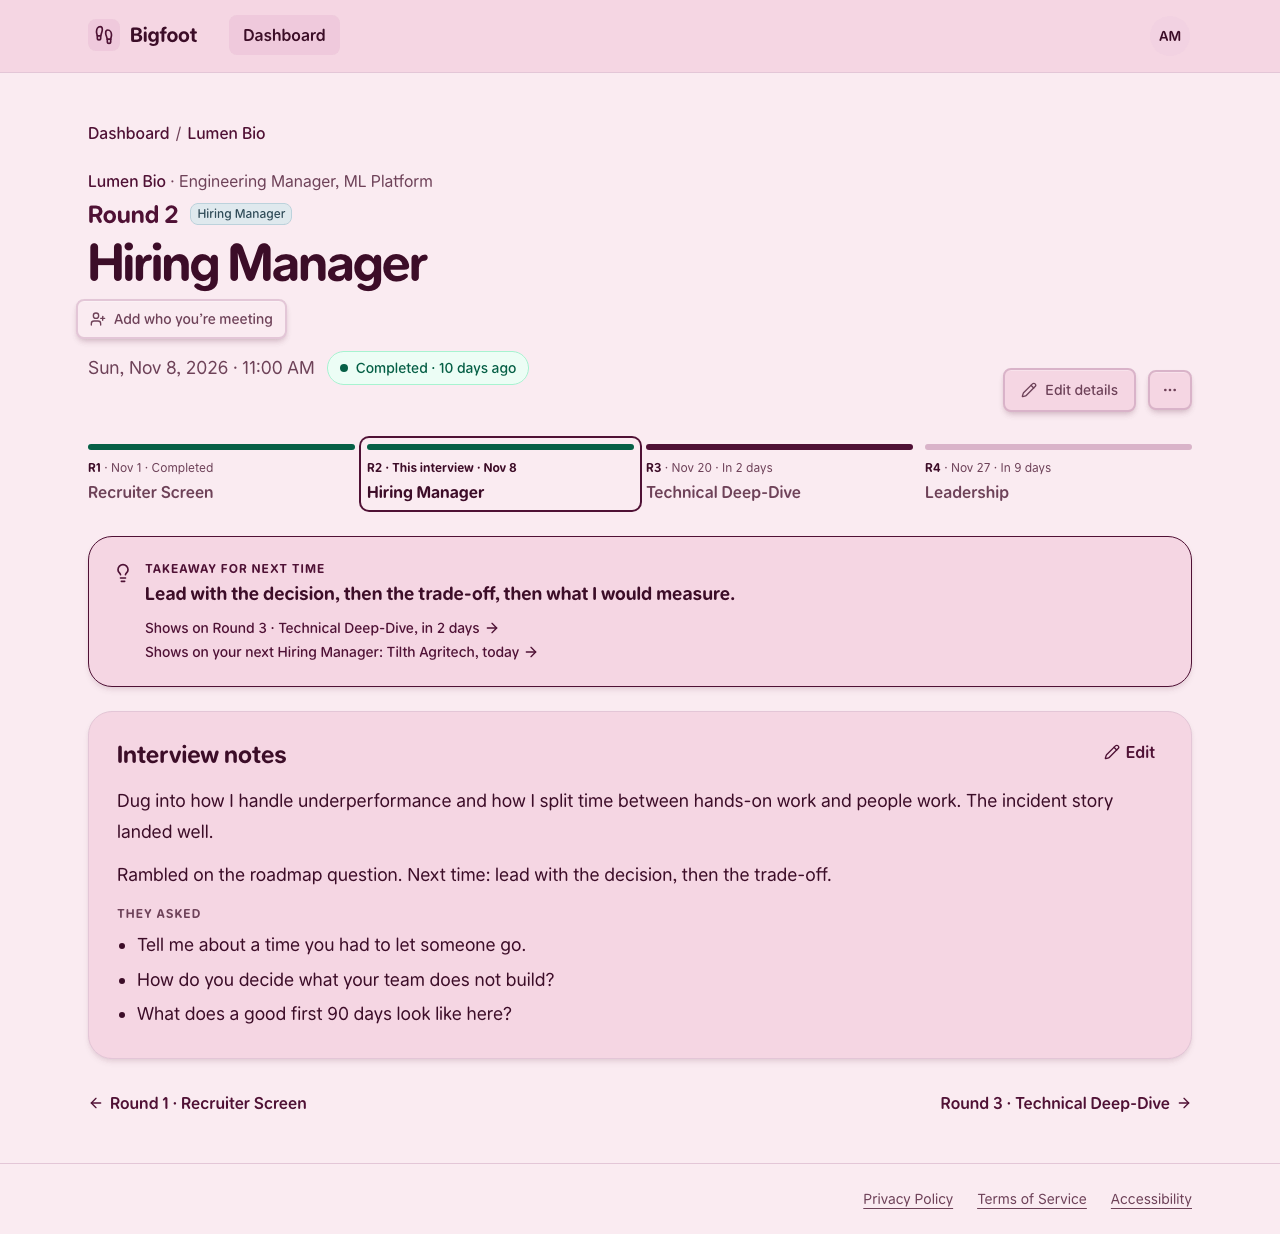 Bigfoot
Dashboard
AM
Dashboard / Lumen Bio
Lumen Bio · Engineering Manager, ML Platform
Round 2
Hiring Manager
Hiring Manager
Add who you’re meeting
Sun, Nov 8, 2026 · 11:00 AM
Completed · 10 days ago
Edit details
R1 · Nov 1 · Completed
Recruiter Screen
R2 · This interview · Nov 8
Hiring Manager
R3 · Nov 20 · In 2 days
Technical Deep-Dive
R4 · Nov 27 · In 9 days
Leadership
TAKEAWAY FOR NEXT TIME
Lead with the decision, then the trade-off, then what I would measure.
Shows on Round 3 · Technical Deep-Dive, in 2 days →
Shows on your next Hiring Manager: Tilth Agritech, today →
Interview notes
Edit
Dug into how I handle underperformance and how I split time between hands-on work and people work. The incident story
landed well.
Rambled on the roadmap question. Next time: lead with the decision, then the trade-off.
THEY ASKED
• Tell me about a time you had to let someone go.
• How do you decide what your team does not build?
• What does a good first 90 days look like here?
← Round 1 · Recruiter Screen
Round 3 · Technical Deep-Dive →
Privacy Policy
Terms of Service
Accessibility